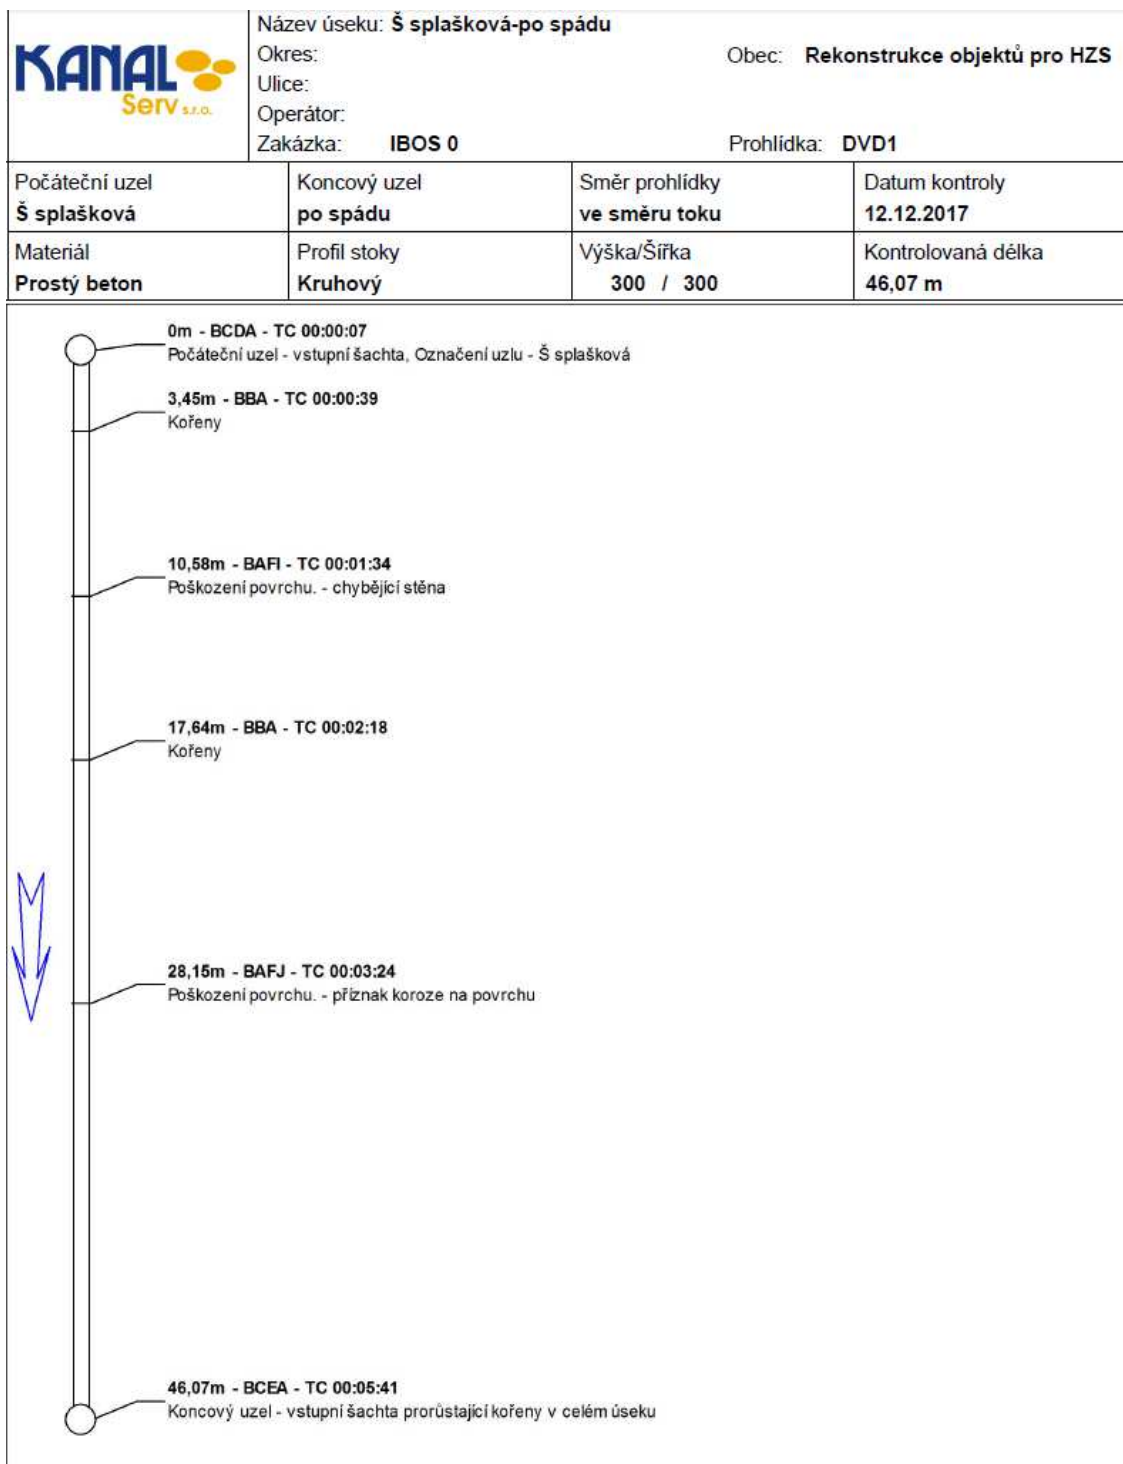 KANAL
Serv s.r.o.
Název úseku: Š splašková-po spádu
Okres:
Obec: Rekonstrukce objektů pro HZS
Ulice:
Operátor:
Zakázka: IBOS 0
Prohlídka: DVD1
Počáteční uzel
Š splašková
Koncový uzel
po spádu
Směr prohlídky
ve směru toku
Datum kontroly
12.12.2017
Materiál
Prostý beton
Profil stoky
Kruhový
Výška/Šířka
300 / 300
Kontrolovaná délka
46,07 m
0m - BCDA - TC 00:00:07
Počáteční uzel - vstupní šachta, Označení uzlu - Š splašková
3,45m - BBA - TC 00:00:39
Kořeny
10,58m - BAFI - TC 00:01:34
Poškození povrchu. - chybějící stěna
17,64m - BBA - TC 00:02:18
Kořeny
28,15m - BAFJ - TC 00:03:24
Poškození povrchu. - příznak koroze na povrchu
46,07m - BCEA - TC 00:05:41
Koncový uzel - vstupní šachta prorůstající kořeny v celém úseku